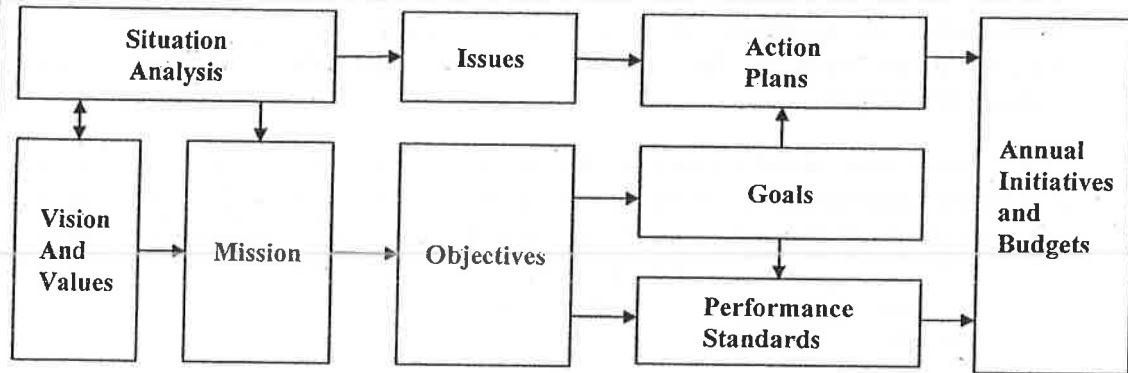 Situation
Analysis
Issues
Action
Plans
Annual
Initiatives
and
Budgets
Vision
And
Values
Mission
Objectives
Goals
Performance
Standards